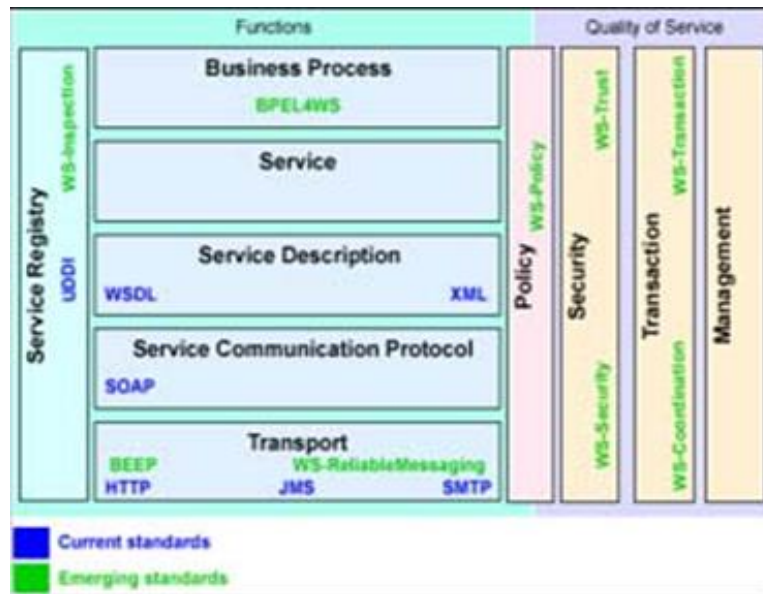 Functions
Quality of Service
Service Registry
WS-Inspection
UDDI
Business Process
BPEL4WS
Service
Service Description
WSDL
XML
Service Communication Protocol
SOAP
Transport
BEEP
WS-ReliableMessaging
HTTP
JMS
SMTP
Policy
WS-Policy
Security
WS-Trust
WS-Security
Transaction
WS-Transaction
WS-Coordination
Management
Current standards
Emerging standards